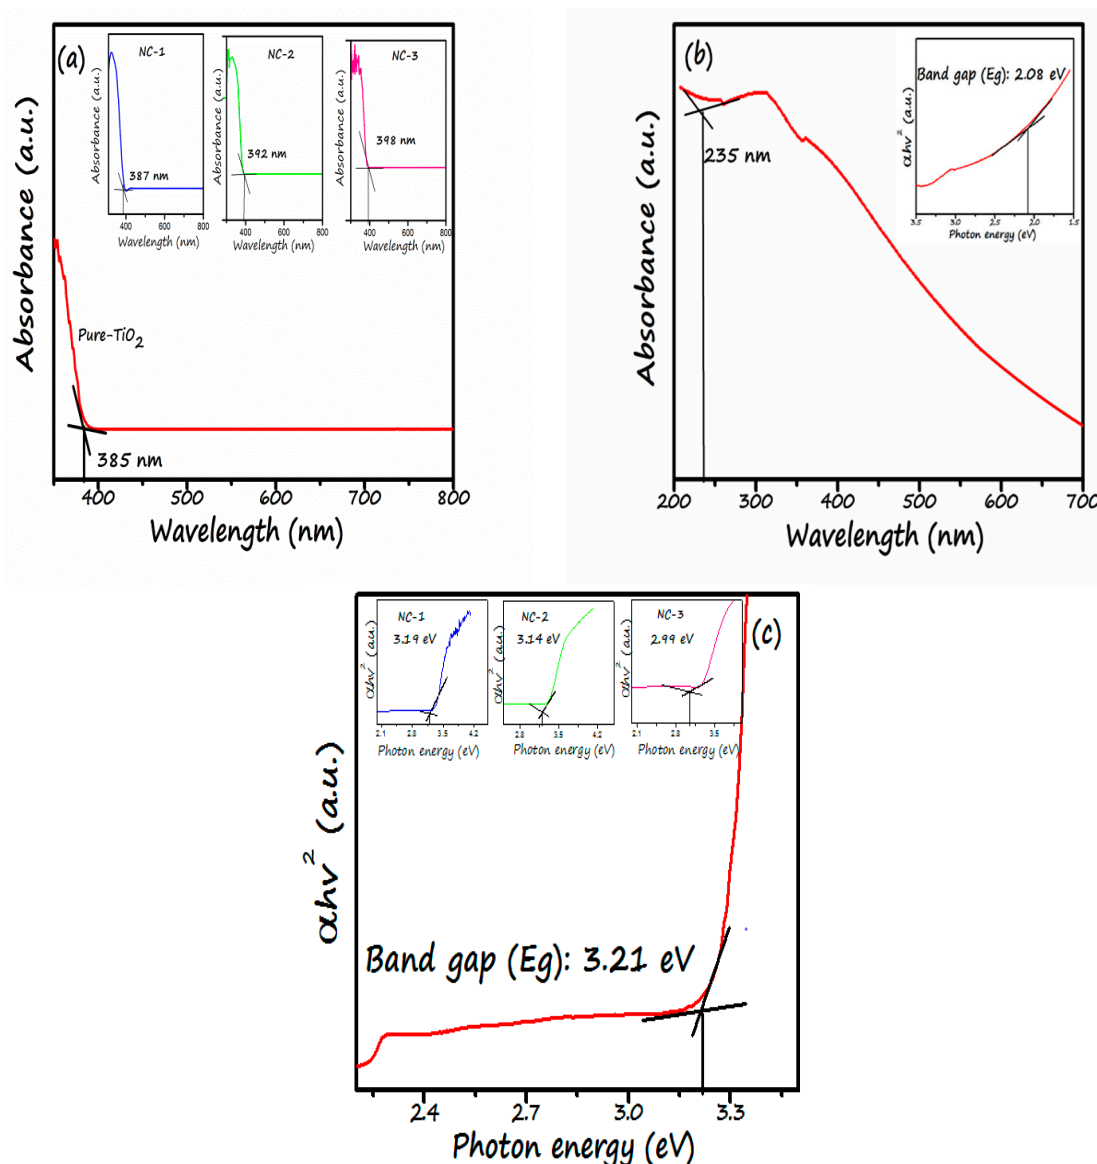 (a)
NC-1
Absorbance (a.u.)
387 nm
400 600 800
Wavelength (nm)
NC-2
Absorbance (a.u.)
392 nm
400 600 800
Wavelength (nm)
NC-3
Absorbance (a.u.)
398 nm
400 600 800
Wavelength (nm)
Absorbance (a.u.)
Pure-TiO2
385 nm
400 500 600 700 800
Wavelength (nm)
(b)
Band gap (Eg): 2.08 eV
αhν2 (a.u.)
3.5 3.0 2.5 2.0 1.5
Photon energy (eV)
Absorbance (a.u.)
235 nm
200 300 400 500 600 700
Wavelength (nm)
(c)
NC-1
3.19 eV
αhν2 (a.u.)
2.1 2.8 3.5 4.2
Photon energy (eV)
NC-2
3.14 eV
αhν2 (a.u.)
2.8 3.5 4.2
Photon energy (eV)
NC-3
2.99 eV
αhν2 (a.u.)
2.1 2.8 3.5
Photon energy (eV)
αhν2 (a.u.)
Band gap (Eg): 3.21 eV
2.4 2.7 3.0 3.3
Photon energy (eV)